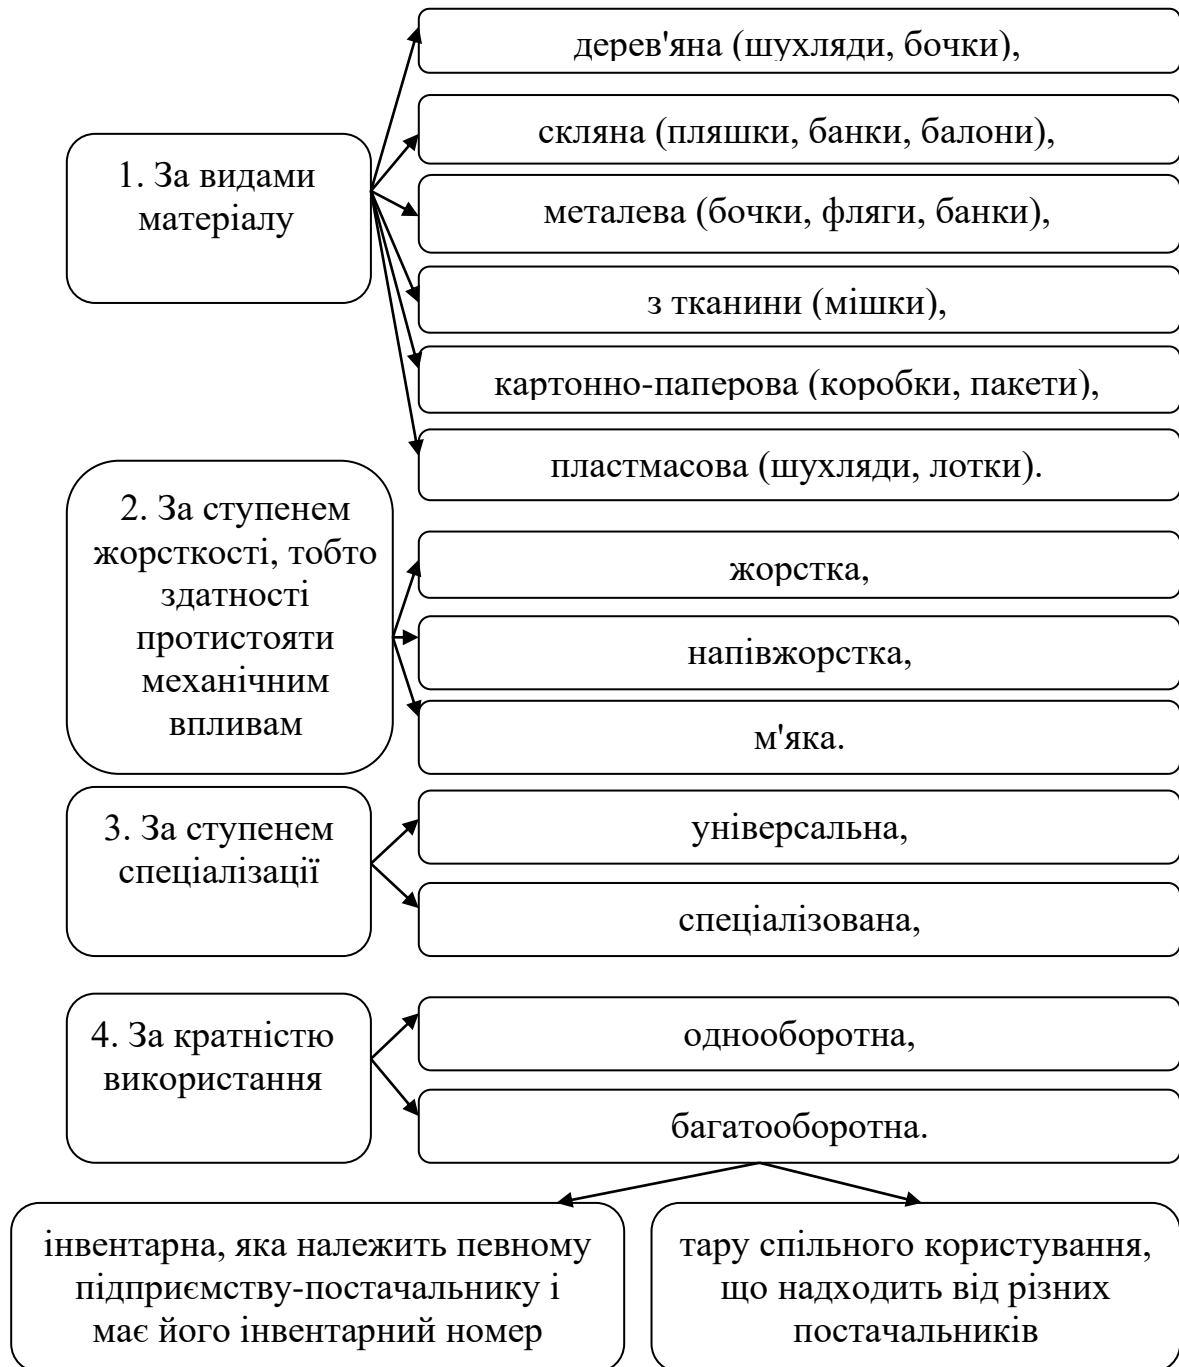 дерев'яна (шухляди, бочки),
скляна (пляшки, банки, балони),
1. За видами
матеріалу
металева (бочки, фляги, банки),
з тканини (мішки),
картонно-паперова (коробки, пакети),
пластмасова (шухляди, лотки).
2. За ступенем
жорсткості, тобто
здатності
протистояти
механічним
впливам
жорстка,
напівжорстка,
м'яка.
3. За ступенем
спеціалізації
універсальна,
спеціалізована,
4. За кратністю
використання
однооборотна,
багатооборотна.
інвентарна, яка належить певному
підприємству-постачальнику і
має його інвентарний номер
тару спільного користування,
що надходить від різних
постачальників